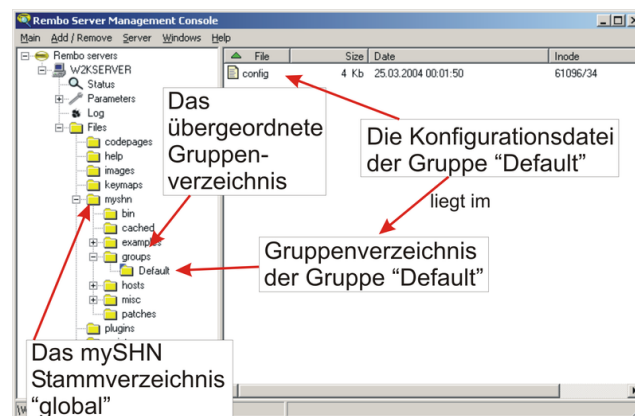 Rembo Server Management Console
Main Add / Remove Server Windows Help
Rembo servers
W2KSERVER
Status
Parameters
Log
Files
codepages
help
images
keymaps
myshn
bin
cached
examples
groups
Default
hosts
misc
patches
plugins
File Size Date Inode
config 4 Kb 25.03.2004 00:01:50 61096/34
Das
übergeordnete
Gruppen-
verzeichnis
Die Konfigurationsdatei
der Gruppe “Default”
liegt im
Gruppenverzeichnis
der Gruppe “Default”
Das mySHN
Stammverzeichnis
“global”